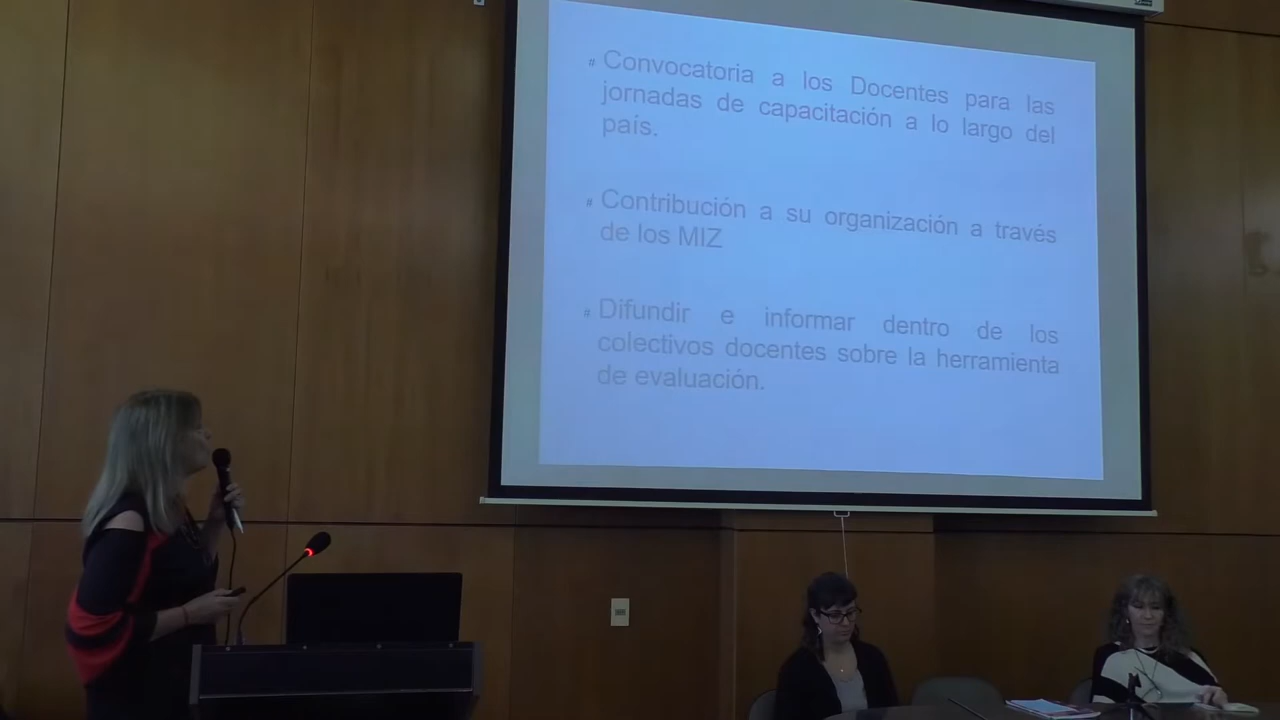 # Convocatoria a los Docentes para las
jornadas de capacitación a lo largo del
país.
# Contribución a su organización a través
de los MIZ
# Difundir e informar dentro de los
colectivos docentes sobre la herramienta
de evaluación.